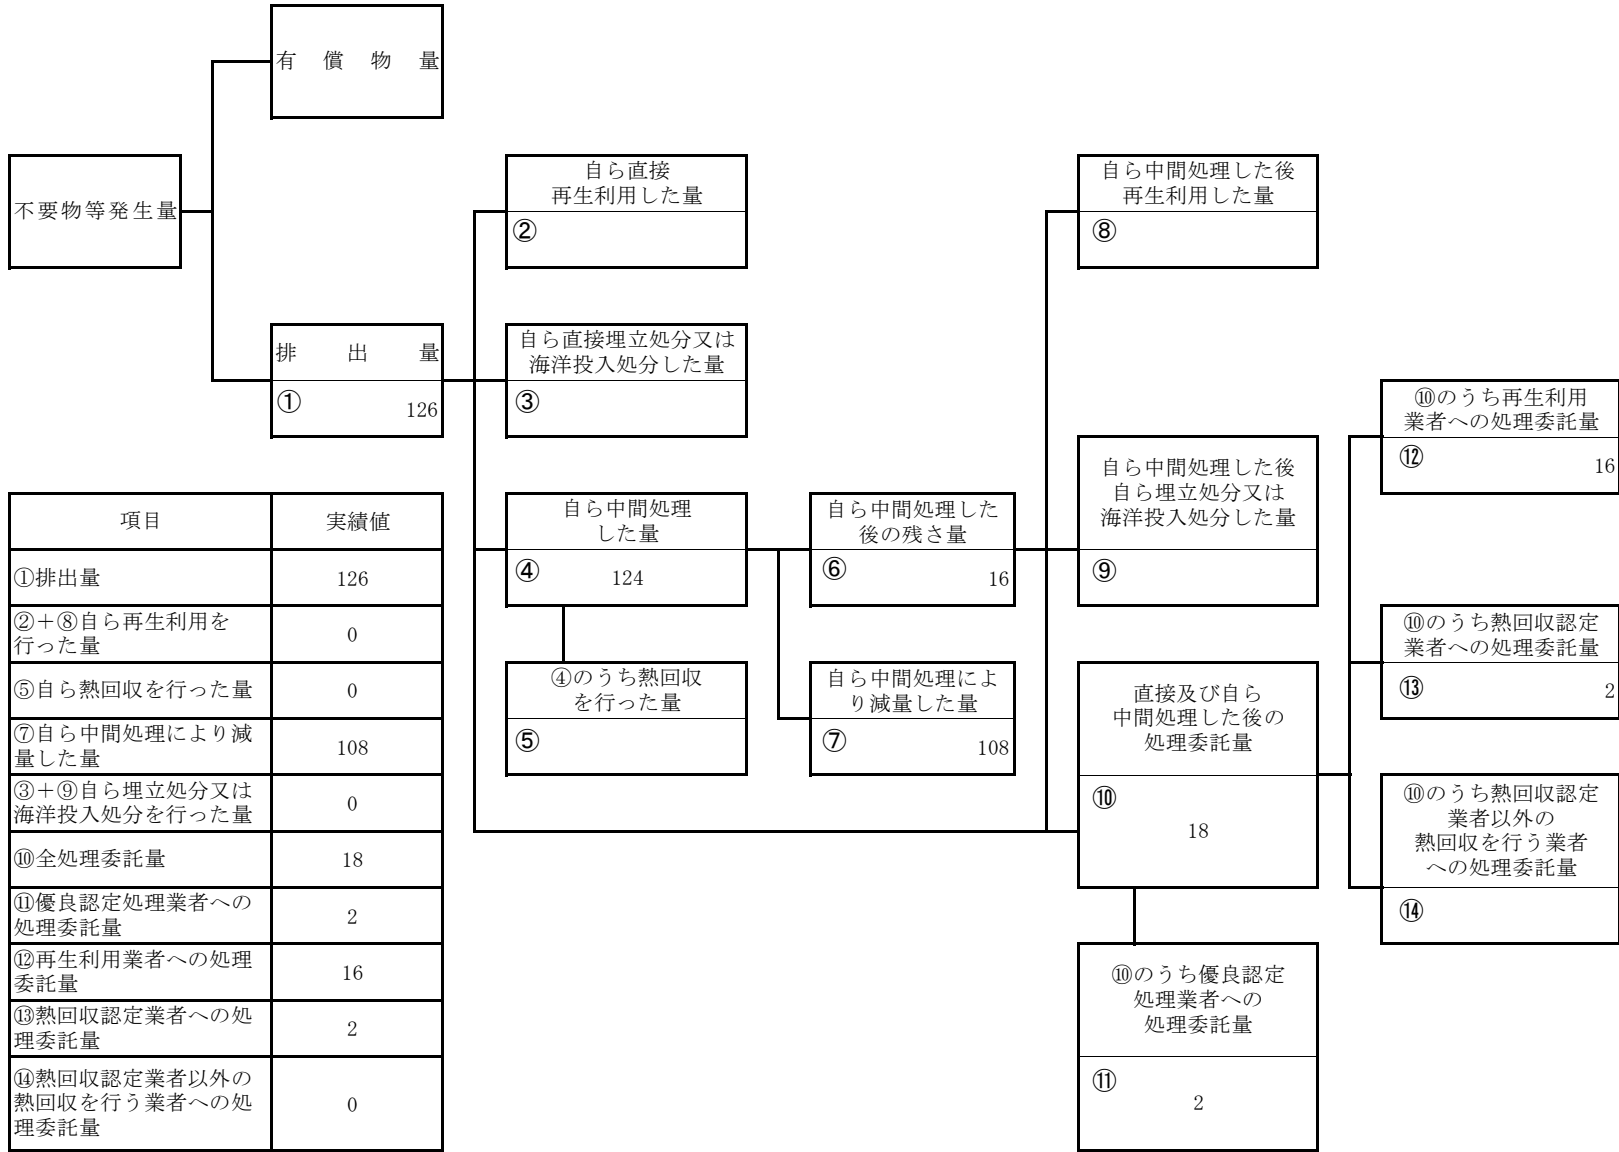 有償物量
不要物等発生量
自ら直接
再生利用した量
②
自ら中間処理した後
再生利用した量
⑧
排出量
①
126
自ら直接埋立処分又は
海洋投入処分した量
③
⑩のうち再生利用
業者への処理委託量
⑫
16
自ら中間処理
した量
④
124
自ら中間処理した
後の残さ量
⑥
16
自ら中間処理した後
自ら埋立処分又は
海洋投入処分した量
⑨
⑩のうち熱回収認定
業者への処理委託量
⑬
2
④のうち熱回収
を行った量
⑤
自ら中間処理によ
り減量した量
⑦
108
直接及び自ら
中間処理した後の
処理委託量
⑩
18
⑩のうち熱回収認定
業者以外の
熱回収を行う業者
への処理委託量
⑭
⑩のうち優良認定
処理業者への
処理委託量
⑪
2
項目 実績値
①排出量 126
②＋⑧自ら再生利用を
行った量
0
⑤自ら熱回収を行った量 0
⑦自ら中間処理により減
量した量
108
③＋⑨自ら埋立処分又は
海洋投入処分を行った量
0
⑩全処理委託量 18
⑪優良認定処理業者への
処理委託量
2
⑫再生利用業者への処理
委託量
16
⑬熱回収認定業者への処
理委託量
2
⑭熱回収認定業者以外の
熱回収を行う業者への処
理委託量
0